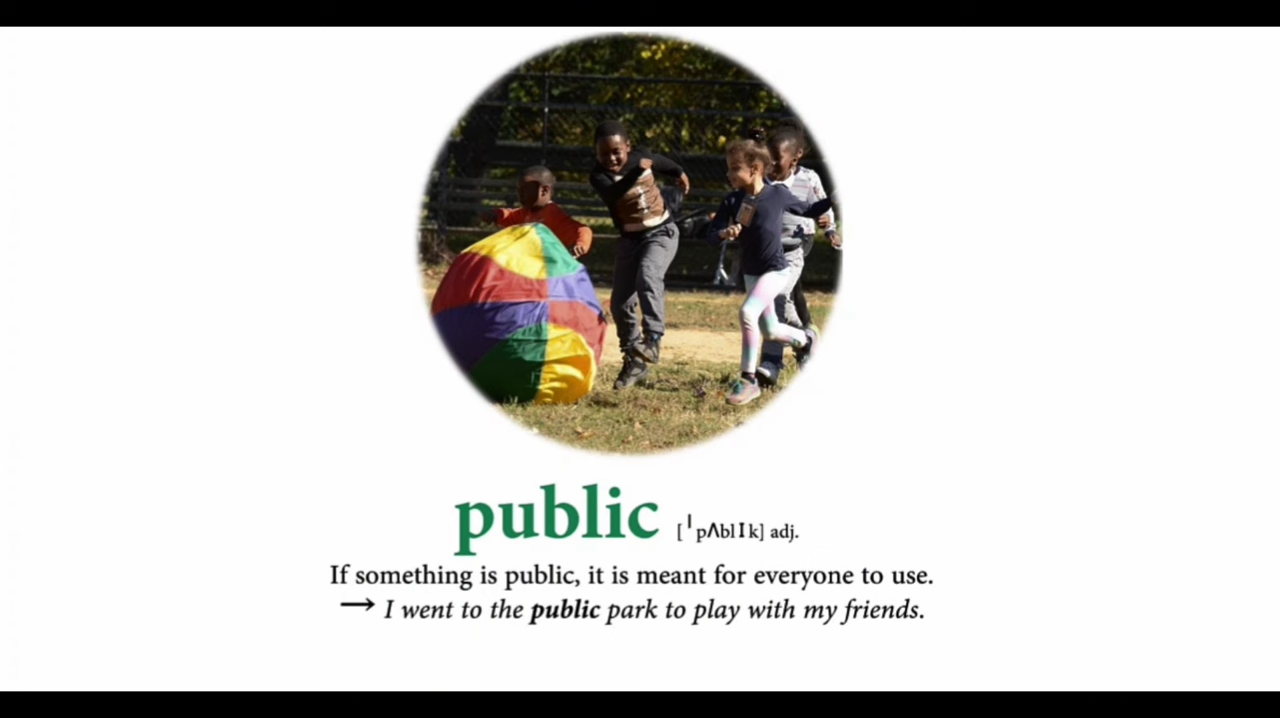 public [ˈpʌblɪk] adj.
If something is public, it is meant for everyone to use.
→ I went to the public park to play with my friends.